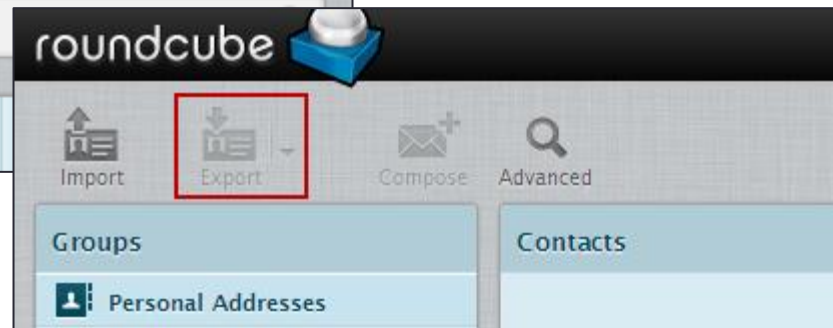 roundcube
Import Export Compose Advanced
Groups Contacts
Personal Addresses